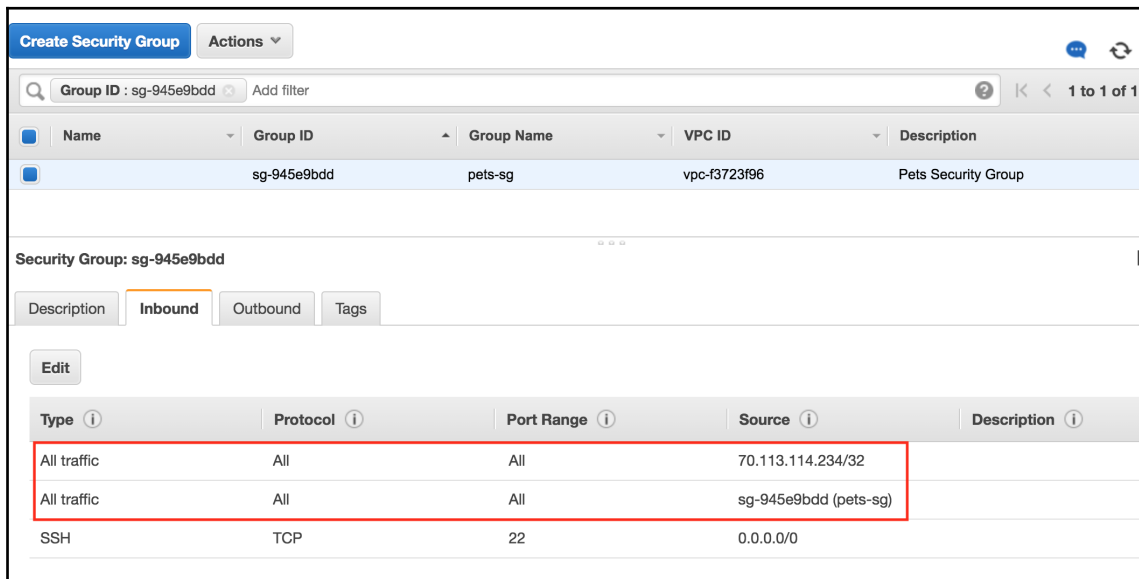 Create Security Group Actions
Group ID : sg-945e9bdd Add filter 1 to 1 of 1
Name Group ID Group Name VPC ID Description
sg-945e9bdd pets-sg vpc-f3723f96 Pets Security Group
Security Group: sg-945e9bdd
Description Inbound Outbound Tags
Edit
Type Protocol Port Range Source Description
All traffic All All 70.113.114.234/32
All traffic All All sg-945e9bdd (pets-sg)
SSH TCP 22 0.0.0.0/0